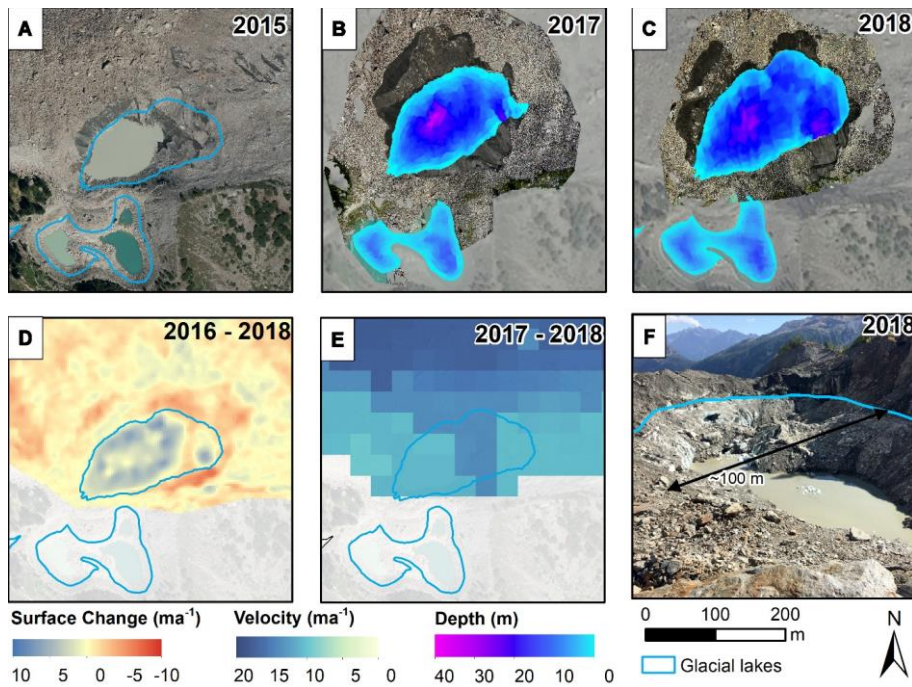 A
2015
B
2017
C
2018
D
2016 - 2018
E
2017 - 2018
F
2018
~100 m
Surface Change (ma⁻¹)
10 5 0 -5 -10
Velocity (ma⁻¹)
20 15 10 5 0
Depth (m)
40 30 20 10 0
0 100 200
m
Glacial lakes
N